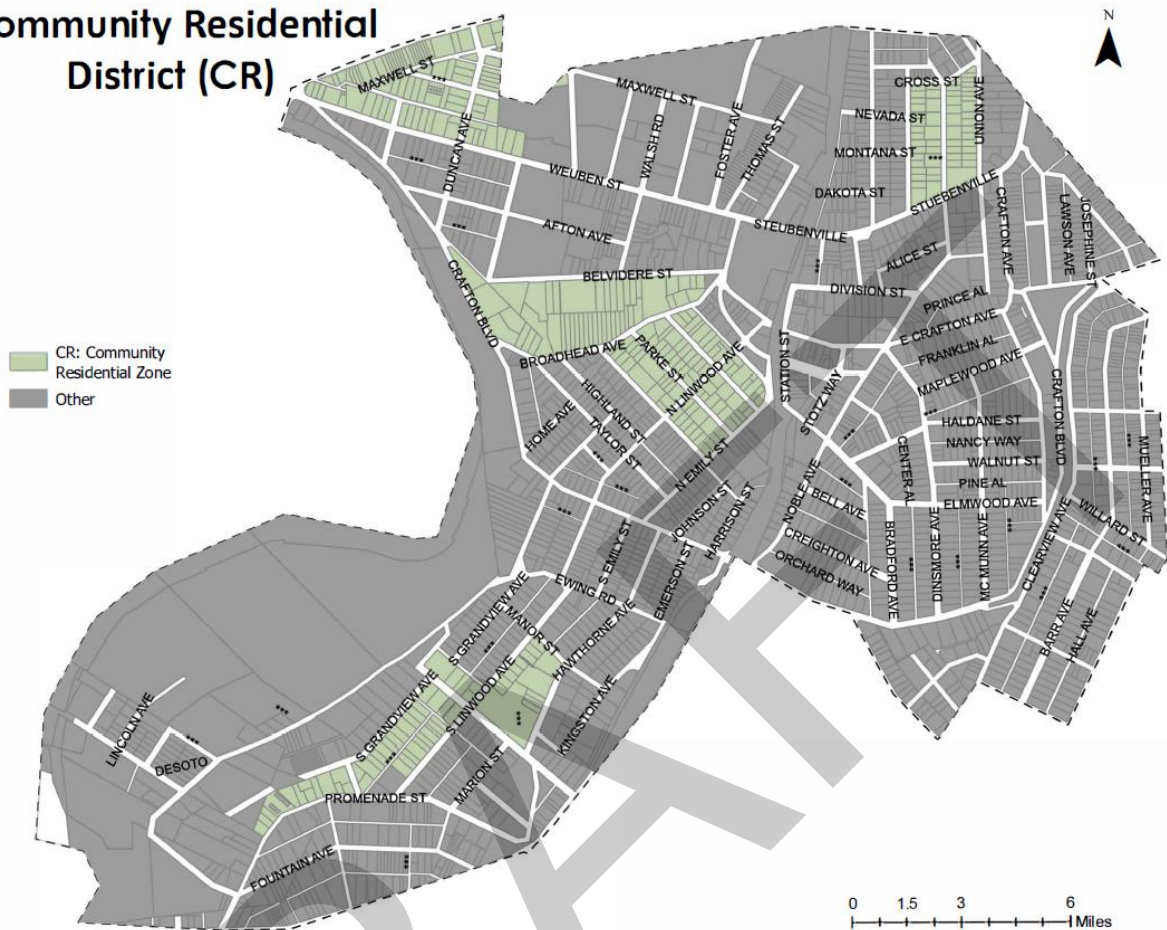 ommunity Residential
District (CR)
N
MAXWELL ST
DUNCAN AVE
MAXWELL ST
WALSH RD
FOSTER AVE
THOMAS ST
WEUBEN ST
AFTON AVE
STEUBENVILLE
CROSS ST
UNION AVE
NEVADA ST
MONTANA ST
DAKOTA ST
STUEBENVILLE
CRAFTON AVE
LAWSON AVE
JOSEPHINE ST
ALICE ST
DIVISION ST
PRINCE AL
E CRAFTON AVE
FRANKLIN AL
MAPLEWOOD AVE
CRAFTON BLVD
BELVIDERE ST
BROADHEAD AVE
PARKE ST
N LINWOOD AVE
STATION ST
STOTZ WAY
CR: Community
Residential Zone
Other
HIGHLAND ST
HOME AVE
TAYLOR ST
N EMILY ST
JOHNSON ST
HARRISON ST
HALDANE ST
NANCY WAY
WALNUT ST
PINE AL
ELMWOOD AVE
CRAFTON BLVD
MUELLER AVE
CENTER AL
NOBLE AVE
BELL AVE
CREIGHTON AVE
ORCHARD WAY
BRADFORD AVE
DINSMORE AVE
MCMUNN AVE
CLEARVIEW AVE
WILLARD ST
BARR AVE
HALL AVE
S EMILY ST
EMERSON ST
EWING RD
S GRANDVIEW AVE
MANOR ST
HAWTHORNE AVE
S LINWOOD AVE
S GRANDVIEW AVE
KINGSTON AVE
MARION ST
LINCOLN AVE
DESOTO
PROMENADE ST
FOUNTAIN AVE
0 1.5 3 6
Miles
DRAFT